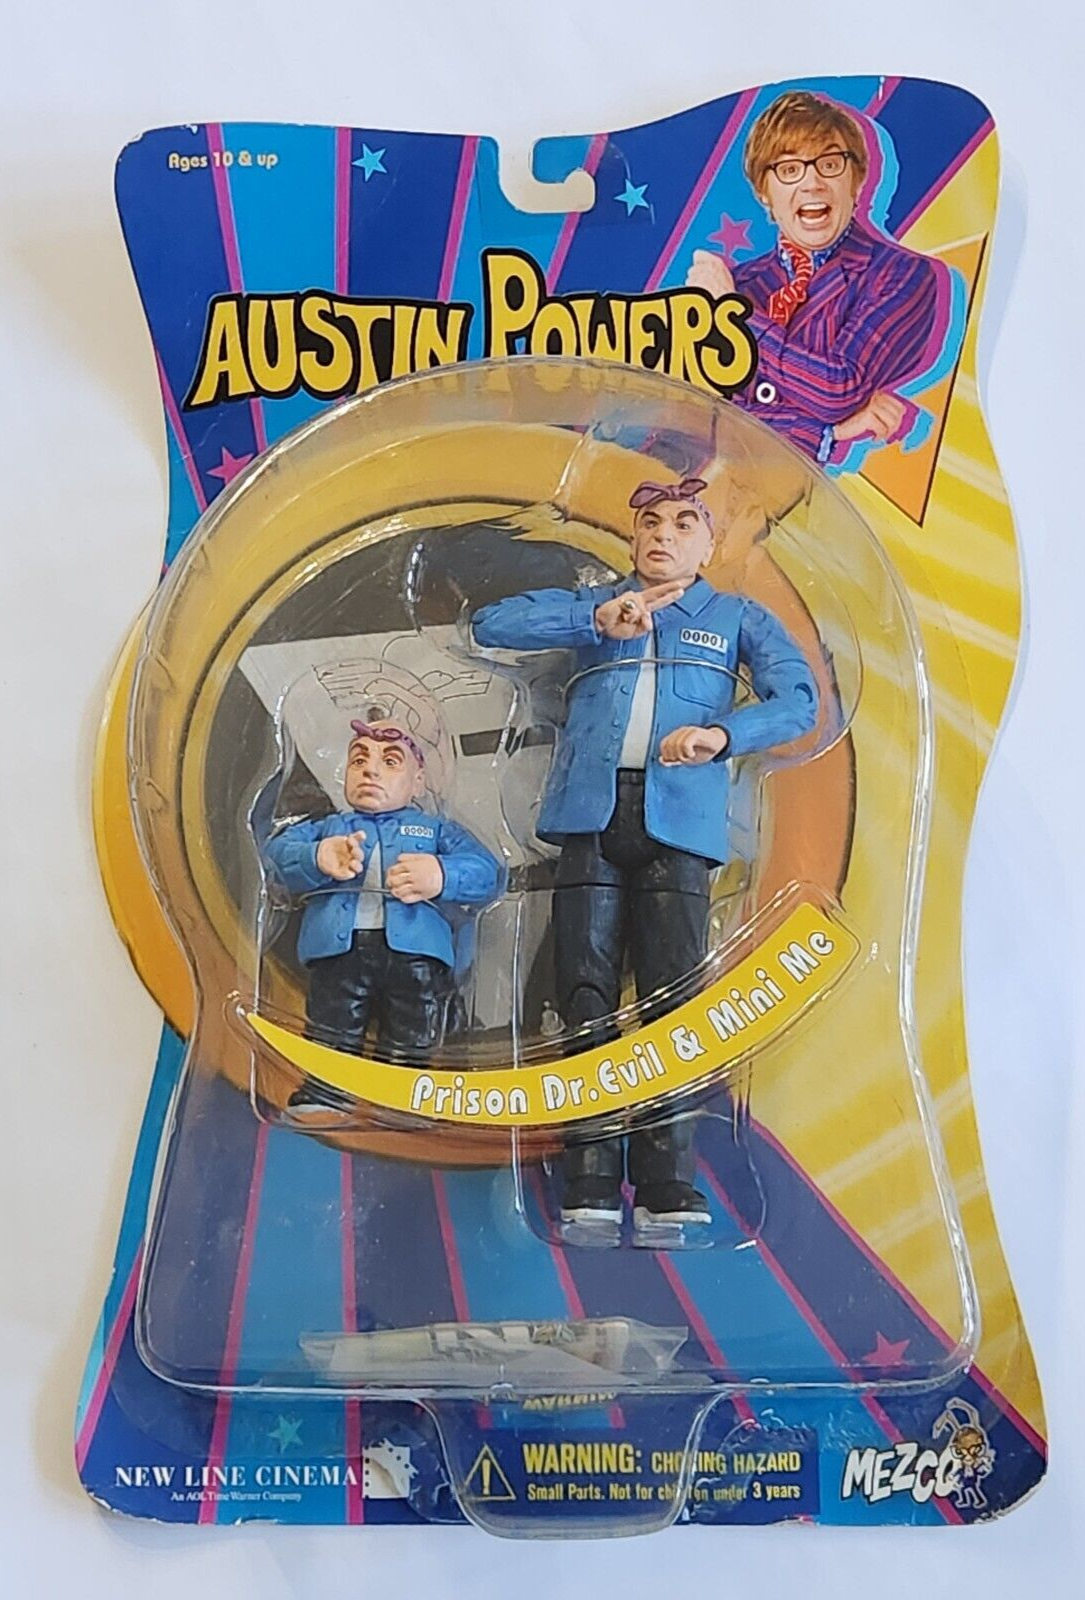 Ages 10 & up
AUSTIN POWERS
00001
00001
Prison Dr. Evil & Mini Me
NEW LINE CINEMA
An AOL Time Warner Company
WARNING: CHOKING HAZARD
Small Parts. Not for children under 3 years
MEZCO